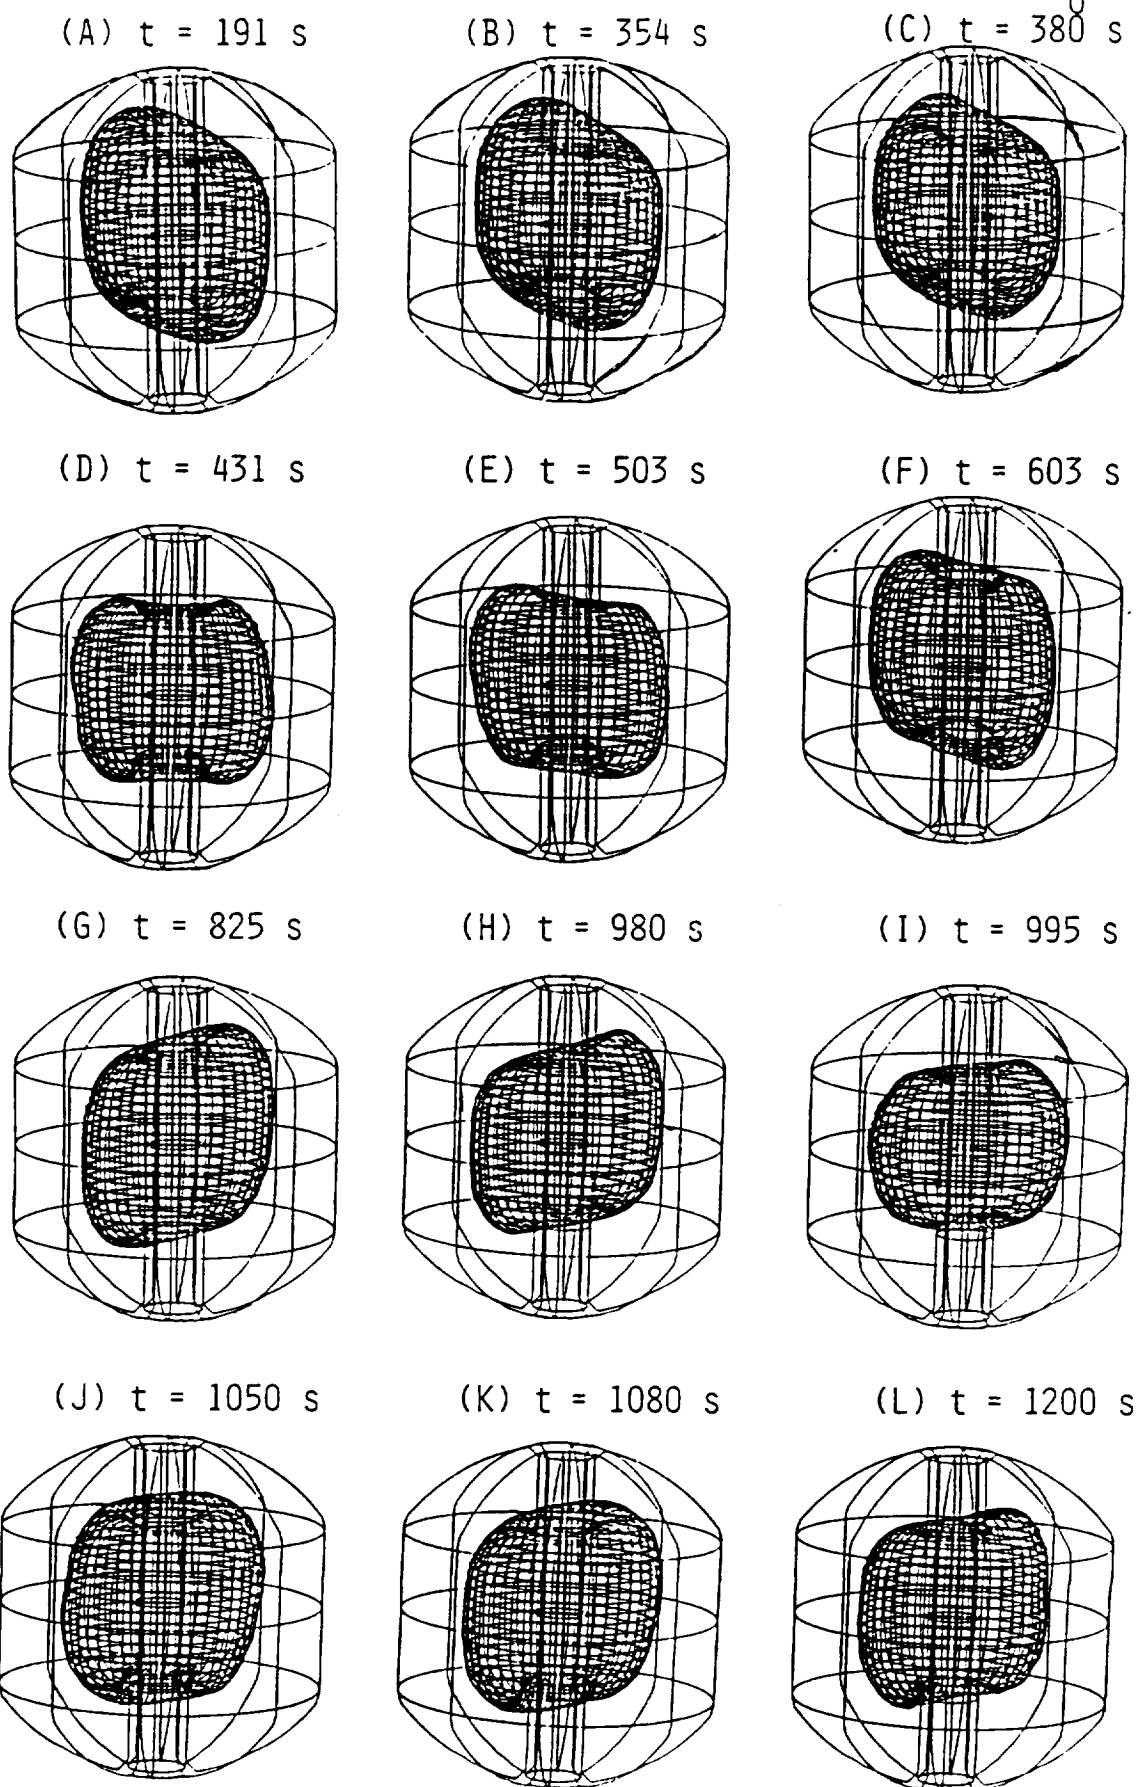 (A) t = 191 s
(B) t = 354 s
(C) t = 380 s
(D) t = 431 s
(E) t = 503 s
(F) t = 603 s
(G) t = 825 s
(H) t = 980 s
(I) t = 995 s
(J) t = 1050 s
(K) t = 1080 s
(L) t = 1200 s